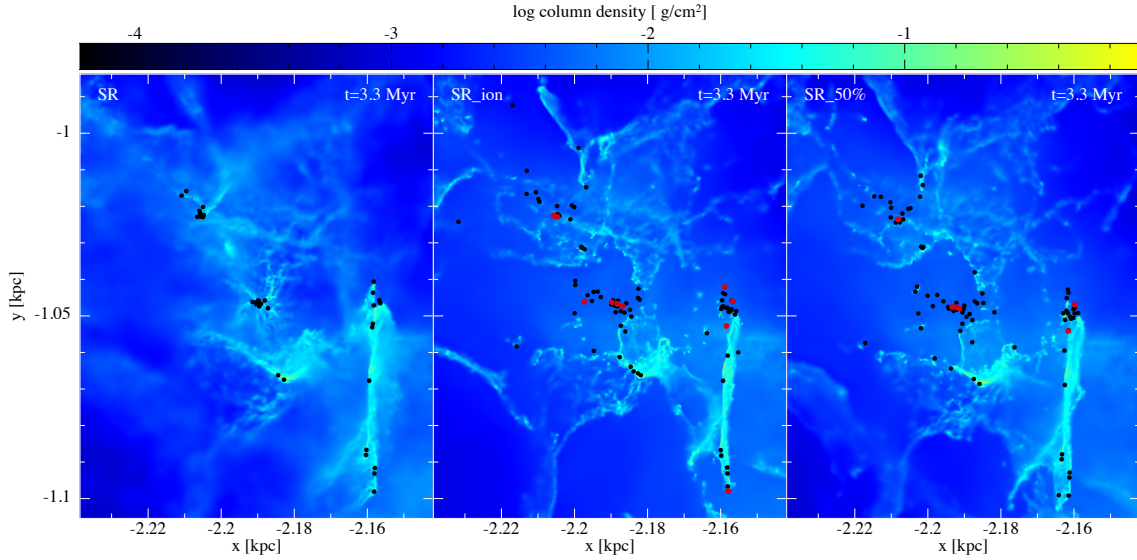 log column density [ g/cm²]
-4 -3 -2 -1
SR t=3.3 Myr SR_ion t=3.3 Myr SR_50% t=3.3 Myr
-1
y [kpc]
-1.05
-1.1
-2.22 -2.2 -2.18 -2.16 -2.22 -2.2 -2.18 -2.16 -2.22 -2.2 -2.18 -2.16
x [kpc] x [kpc] x [kpc]